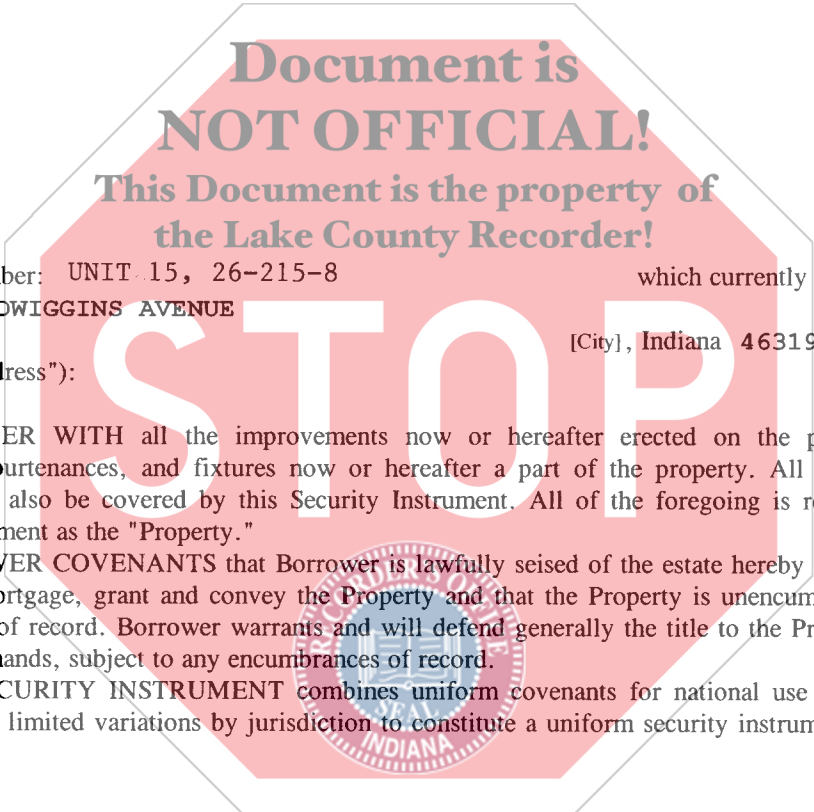 Document is
NOT OFFICIAL!
This Document is the property of
the Lake County Recorder!
ber: UNIT 15, 26-215-8 which currently
DWIGGINS AVENUE
[City], Indiana 46319
dress"):
STOP
ER WITH all the improvements now or hereafter erected on the p
purtenances, and fixtures now or hereafter a part of the property. All
also be covered by this Security Instrument. All of the foregoing is re
ment as the "Property."
VER COVENANTS that Borrower is lawfully seised of the estate hereby
ortgage, grant and convey the Property and that the Property is unencum
of record. Borrower warrants and will defend generally the title to the Pr
ands, subject to any encumbrances of record.
CURITY INSTRUMENT combines uniform covenants for national use
limited variations by jurisdiction to constitute a uniform security instrum
RECORDER'S OFFICE
SEAL
INDIANA